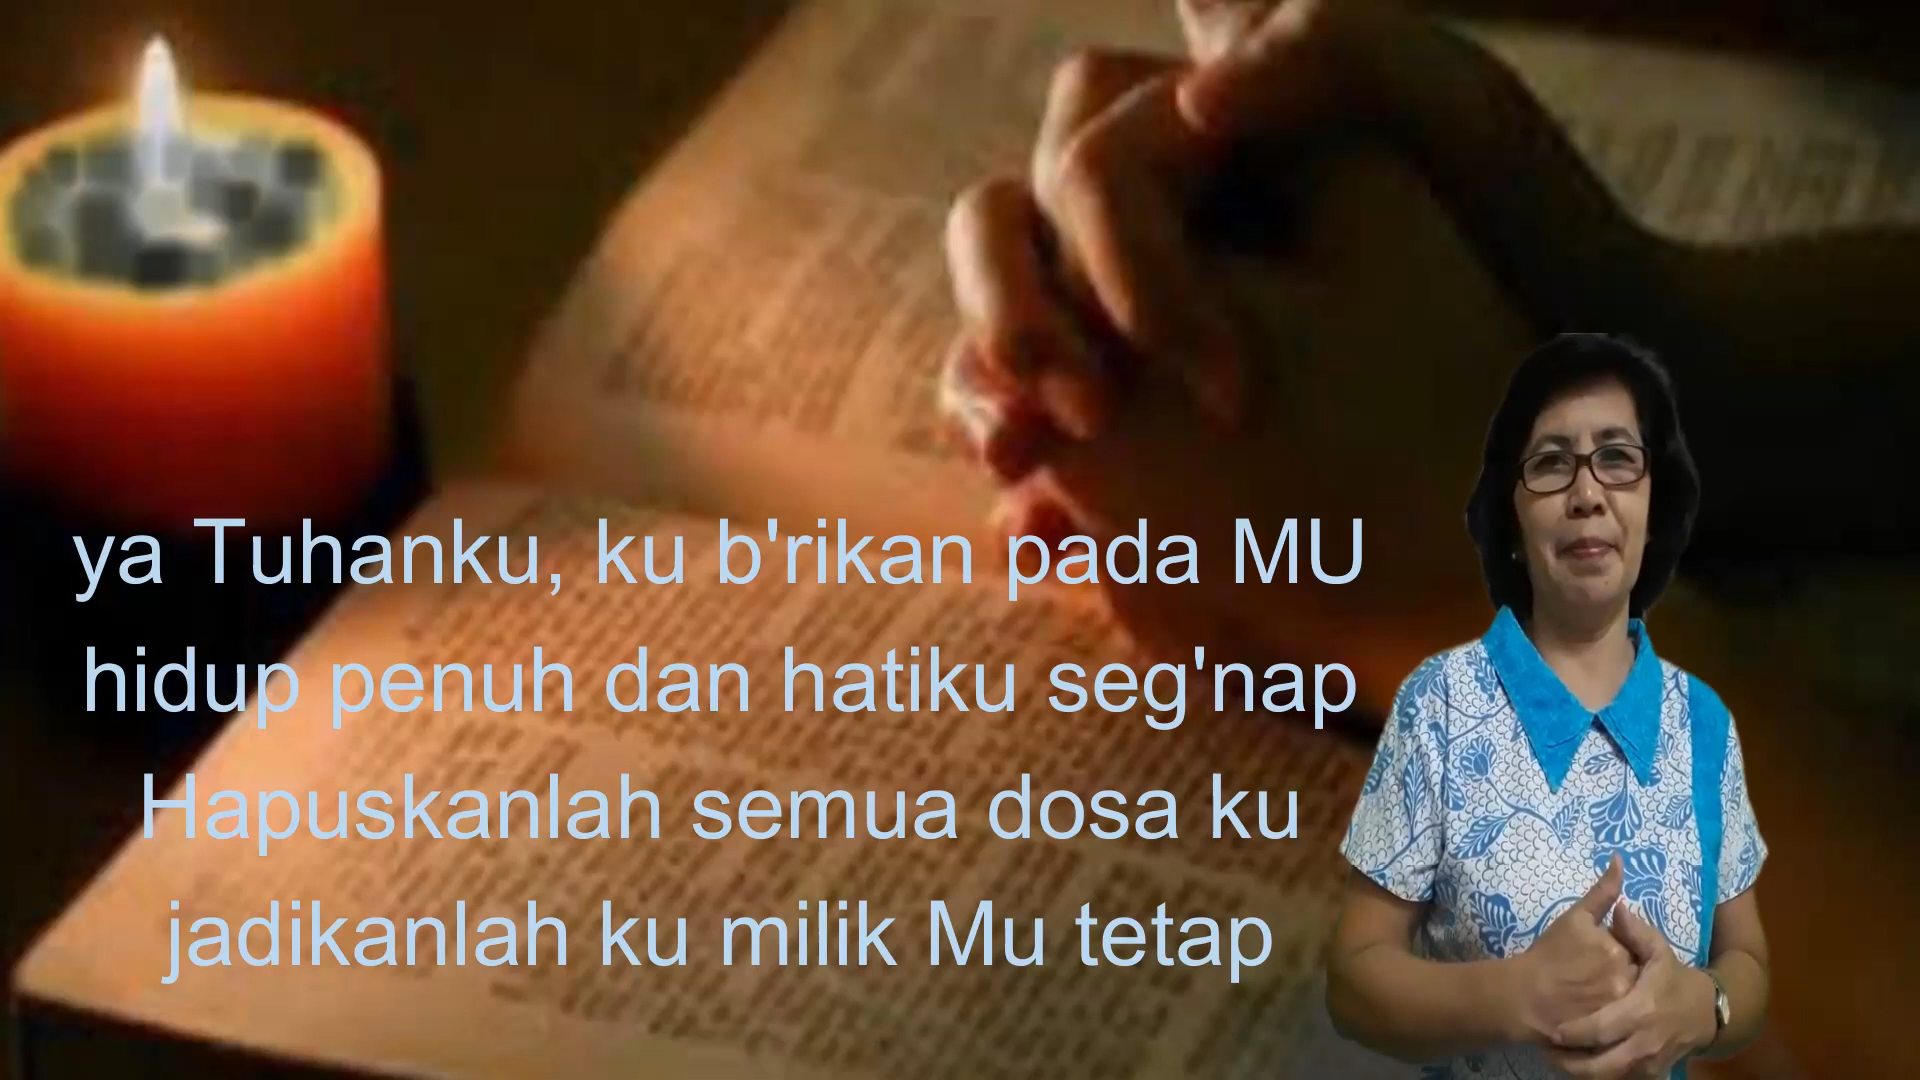 ya Tuhanku, ku b'rikan pada MU
hidup penuh dan hatiku seg'nap
Hapuskanlah semua dosa ku
jadikanlah ku milik Mu tetap